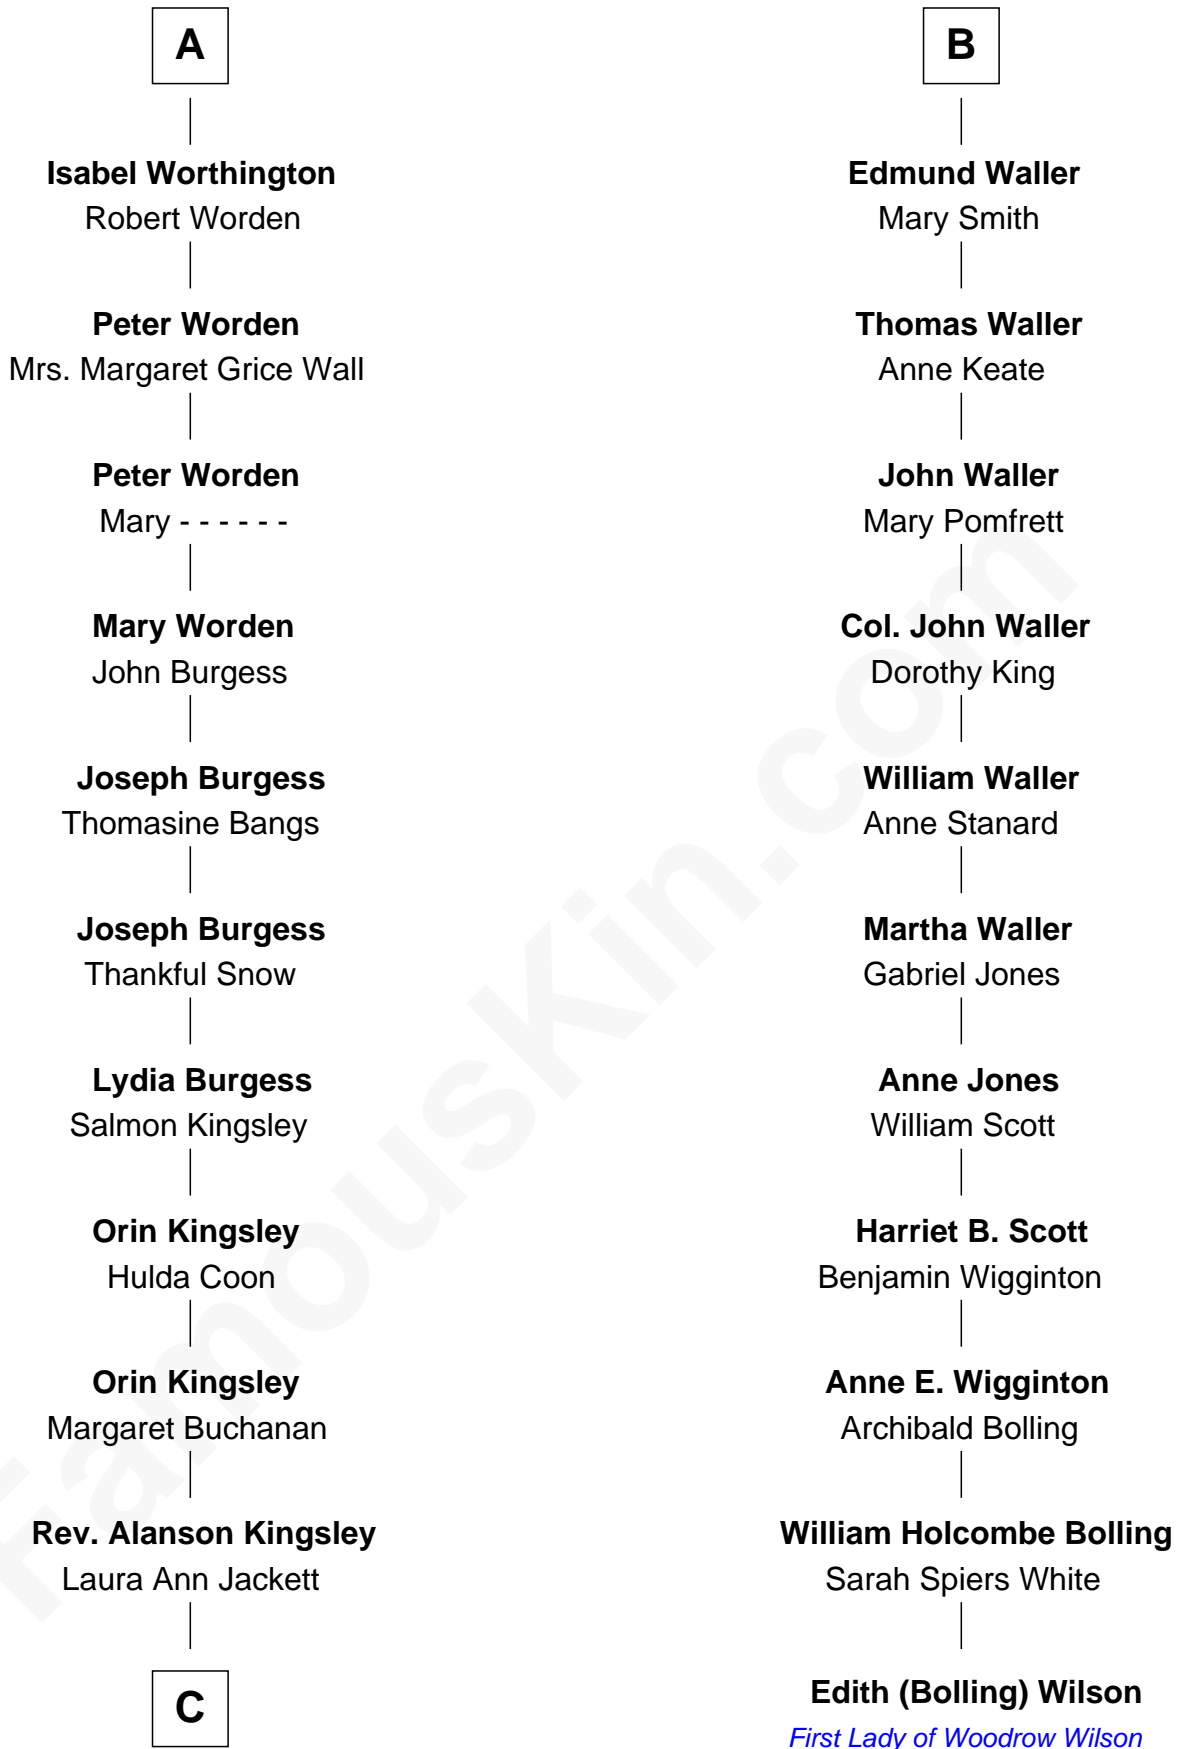 A
Isabel Worthington
Robert Worden
Peter Worden
Mrs. Margaret Grice Wall
Peter Worden
Mary - - - - - -
Mary Worden
John Burgess
Joseph Burgess
Thomasine Bangs
Joseph Burgess
Thankful Snow
Lydia Burgess
Salmon Kingsley
Orin Kingsley
Hulda Coon
Orin Kingsley
Margaret Buchanan
Rev. Alanson Kingsley
Laura Ann Jackett
C
B
Edmund Waller
Mary Smith
Thomas Waller
Anne Keate
John Waller
Mary Pomfrett
Col. John Waller
Dorothy King
William Waller
Anne Stanard
Martha Waller
Gabriel Jones
Anne Jones
William Scott
Harriet B. Scott
Benjamin Wigginton
Anne E. Wigginton
Archibald Bolling
William Holcombe Bolling
Sarah Spiers White
Edith (Bolling) Wilson
First Lady of Woodrow Wilson
FamousKin.com